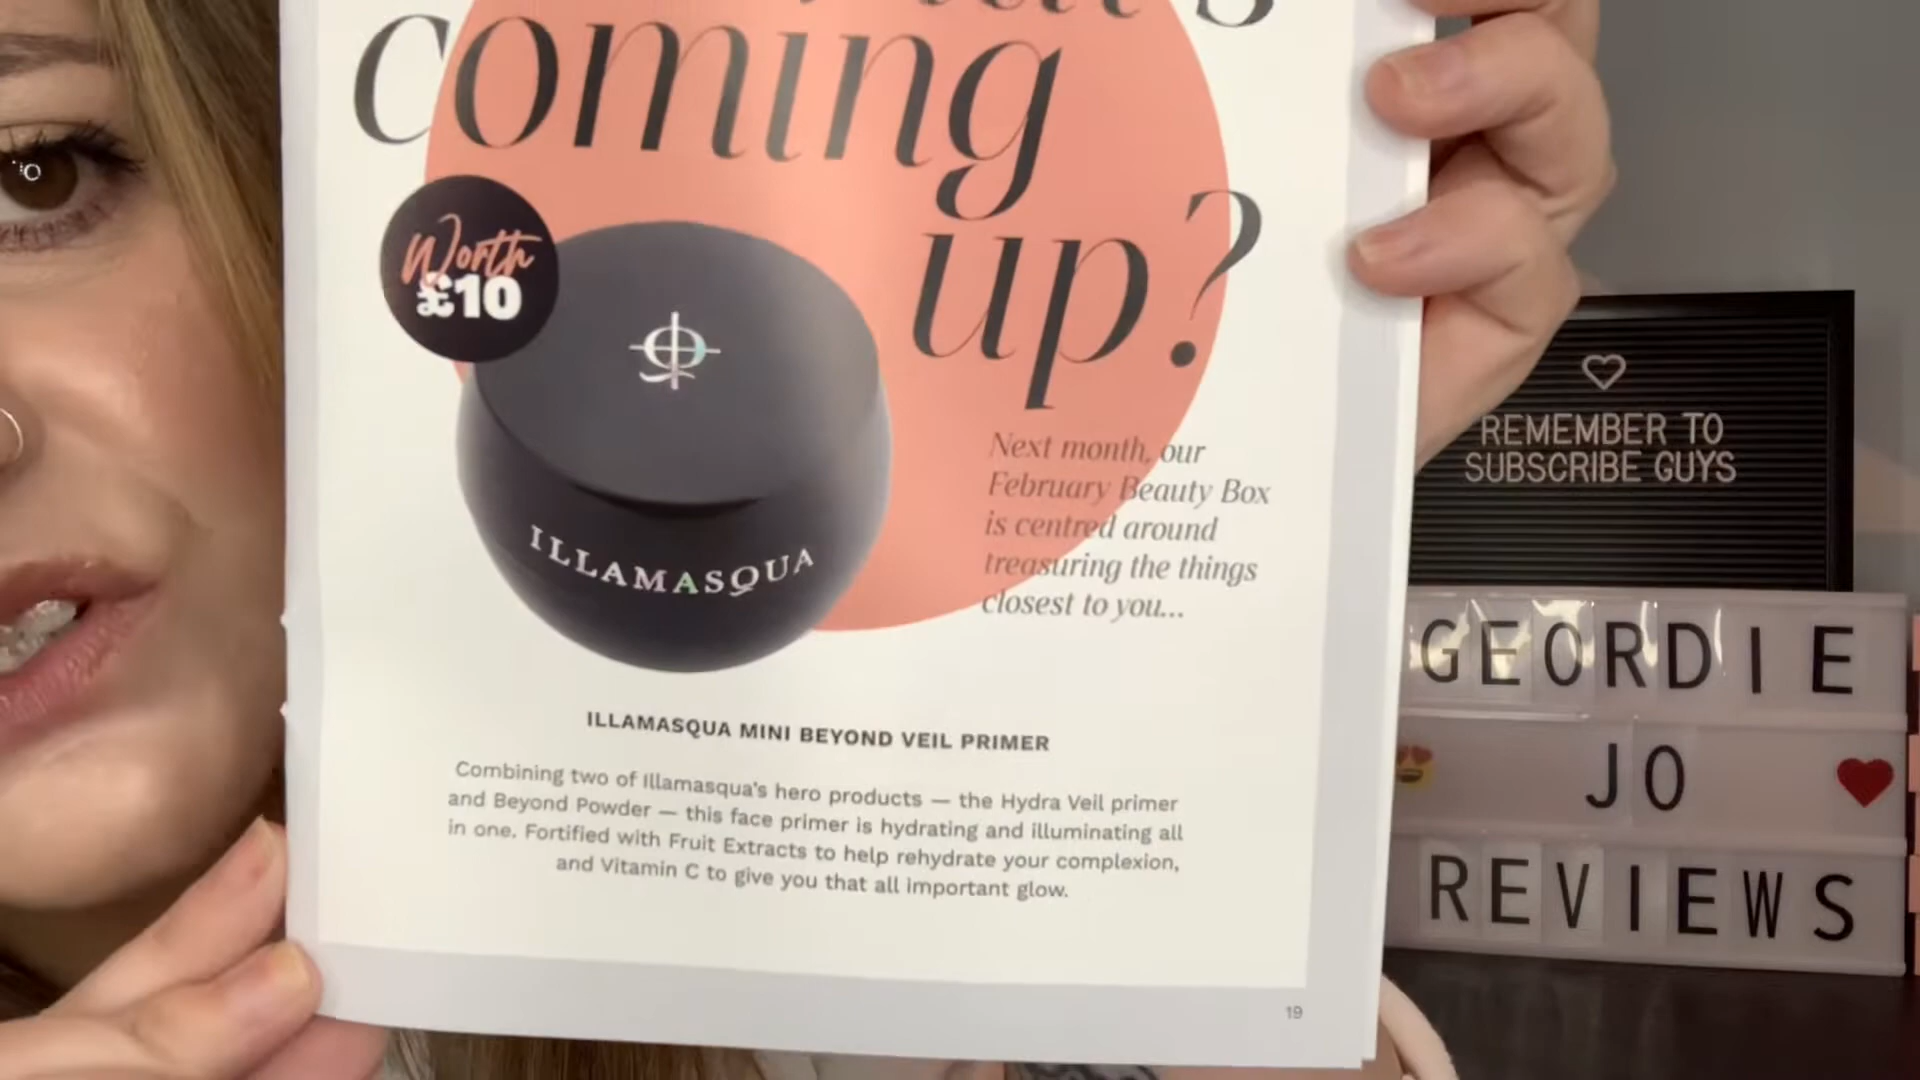 coming
up?
Worth
£10
ILLAMASQUA
Next month, our
February Beauty Box
is centred around
treasuring the things
closest to you...
ILLAMASQUA MINI BEYOND VEIL PRIMER
Combining two of Illamasqua's hero products — the Hydra Veil primer
and Beyond Powder — this face primer is hydrating and illuminating all
in one. Fortified with Fruit Extracts to help rehydrate your complexion,
and Vitamin C to give you that all important glow.
19
REMEMBER TO
SUBSCRIBE GUYS
GEORDIE
JO
REVIEWS